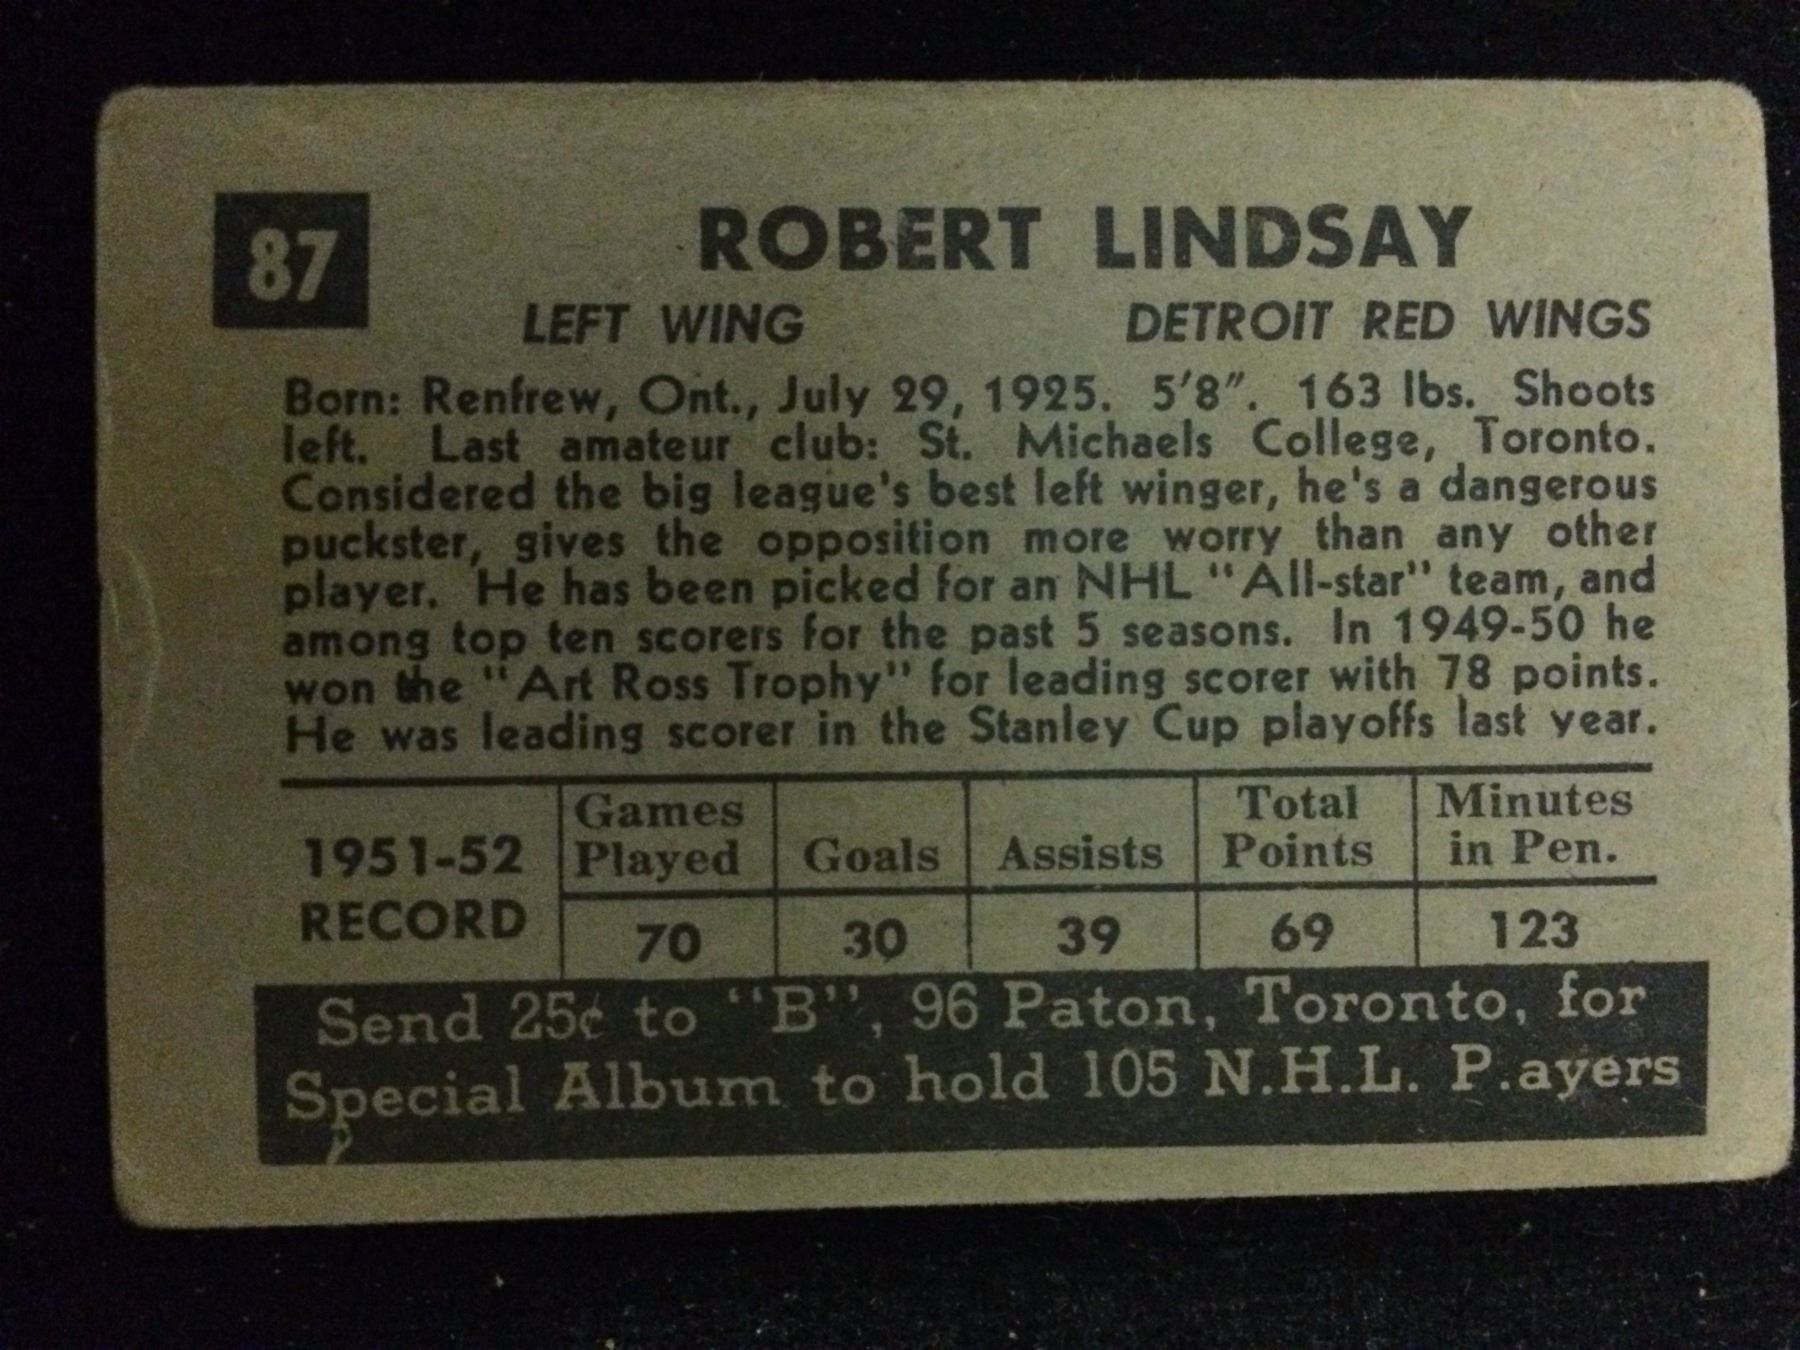 87
ROBERT LINDSAY
LEFT WING DETROIT RED WINGS
Born: Renfrew, Ont., July 29, 1925. 5'8". 163 lbs. Shoots
left. Last amateur club: St. Michaels College, Toronto.
Considered the big league's best left winger, he's a dangerous
puckster, gives the opposition more worry than any other
player. He has been picked for an NHL "All-star" team, and
among top ten scorers for the past 5 seasons. In 1949-50 he
won the "Art Ross Trophy" for leading scorer with 78 points.
He was leading scorer in the Stanley Cup playoffs last year.
1951-52 RECORD
Games Played Goals Assists Total Points Minutes in Pen.
70 30 39 69 123
Send 25¢ to "B", 96 Paton, Toronto, for
Special Album to hold 105 N.H.L. P.ayers